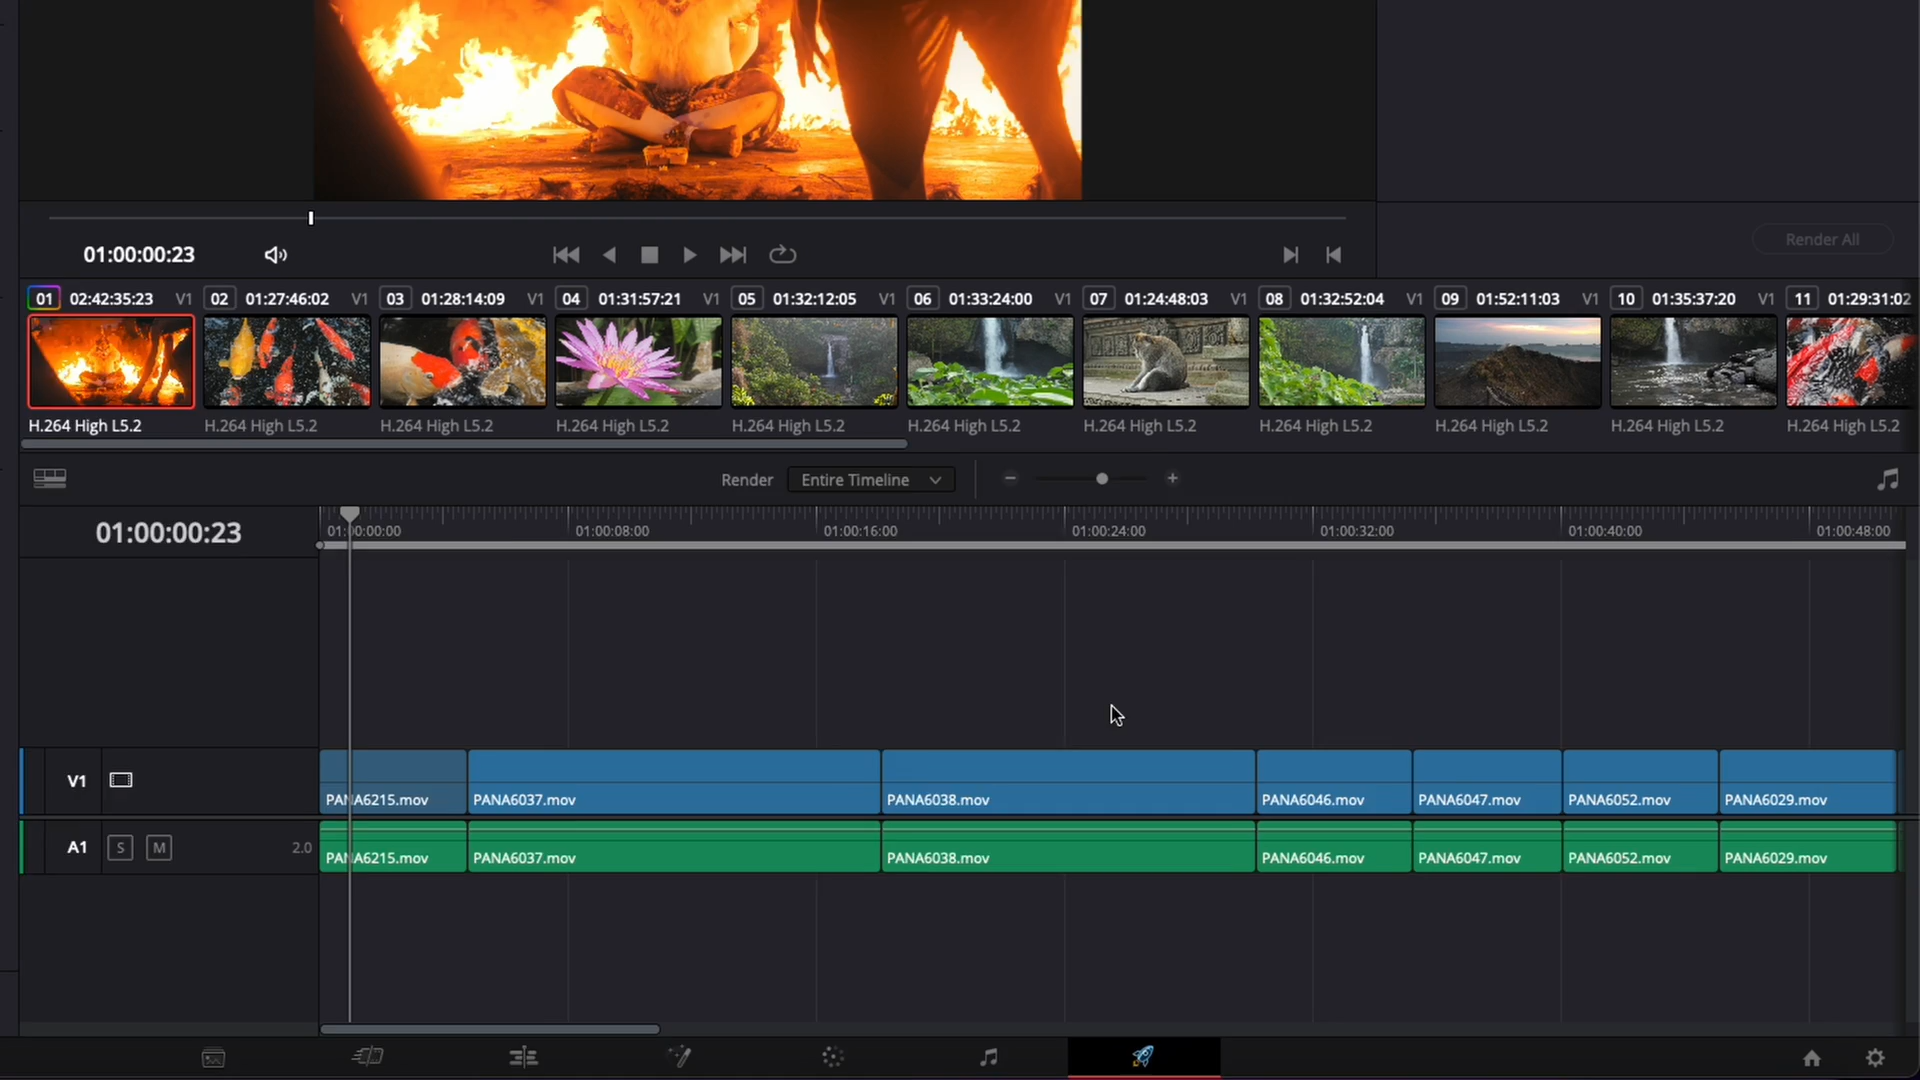 01:00:00:23
Render All
01 02:42:35:23 V1 02 01:27:46:02 V1 03 01:28:14:09 V1 04 01:31:57:21 V1 05 01:32:12:05 V1 06 01:33:24:00 V1 07 01:24:48:03 V1 08 01:32:52:04 V1 09 01:52:11:03 V1 10 01:35:37:20 V1 11 01:29:31:02
H.264 High L5.2 H.264 High L5.2 H.264 High L5.2 H.264 High L5.2 H.264 High L5.2 H.264 High L5.2 H.264 High L5.2 H.264 High L5.2 H.264 High L5.2 H.264 High L5.2 H.264 High L5.2
Render Entire Timeline
01:00:00:23 01:00:00:00 01:00:08:00 01:00:16:00 01:00:24:00 01:00:32:00 01:00:40:00 01:00:48:00
V1 PANA6215.mov PANA6037.mov PANA6038.mov PANA6046.mov PANA6047.mov PANA6052.mov PANA6029.mov
A1 S M 2.0 PANA6215.mov PANA6037.mov PANA6038.mov PANA6046.mov PANA6047.mov PANA6052.mov PANA6029.mov